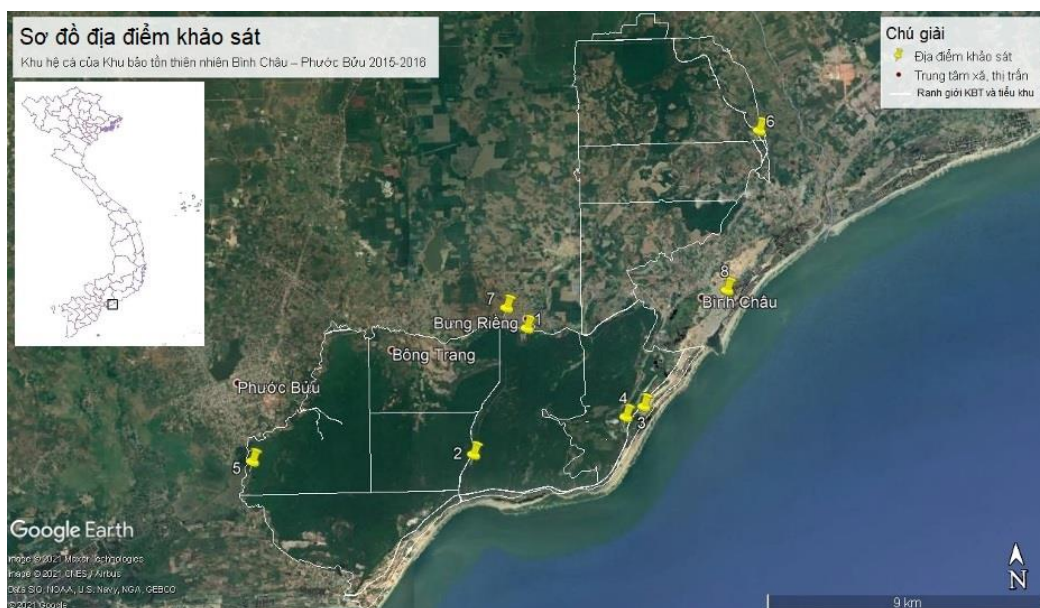 Sơ đồ địa điểm khảo sát
Khu hệ cá của Khu bảo tồn thiên nhiên Bình Châu – Phước Bửu 2015-2016
Chú giải
Địa điểm khảo sát
Trung tâm xã, thị trấn
Ranh giới KBT và tiểu khu
6
8
Bình Châu
7
Bưng Riềng
1
Bông Trang
Phước Bửu
4
3
2
5
Google Earth
Image © 2021 Maxar Technologies
Image © 2021 CNES / Airbus
Data SIO, NOAA, U.S. Navy, NGA, GEBCO
© 2021 Google
N
9 km